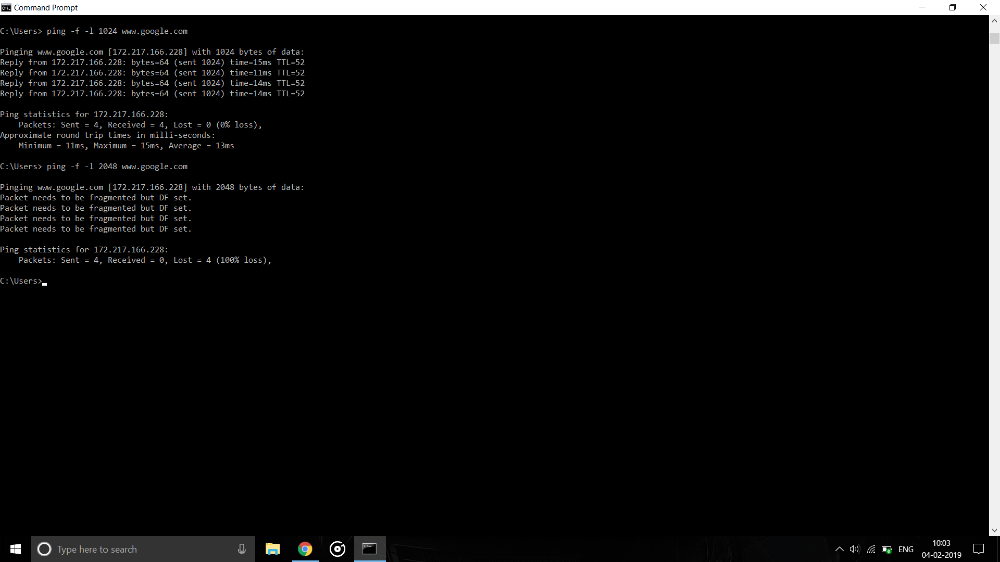 Command Prompt
C:\Users> ping -f -l 1024 www.google.com
Pinging www.google.com [172.217.166.228] with 1024 bytes of data:
Reply from 172.217.166.228: bytes=64 (sent 1024) time=15ms TTL=52
Reply from 172.217.166.228: bytes=64 (sent 1024) time=11ms TTL=52
Reply from 172.217.166.228: bytes=64 (sent 1024) time=14ms TTL=52
Reply from 172.217.166.228: bytes=64 (sent 1024) time=14ms TTL=52
Ping statistics for 172.217.166.228:
    Packets: Sent = 4, Received = 4, Lost = 0 (0% loss),
Approximate round trip times in milli-seconds:
    Minimum = 11ms, Maximum = 15ms, Average = 13ms
C:\Users> ping -f -l 2048 www.google.com
Pinging www.google.com [172.217.166.228] with 2048 bytes of data:
Packet needs to be fragmented but DF set.
Packet needs to be fragmented but DF set.
Packet needs to be fragmented but DF set.
Packet needs to be fragmented but DF set.
Ping statistics for 172.217.166.228:
    Packets: Sent = 4, Received = 0, Lost = 4 (100% loss),
C:\Users>
Type here to search
ENG
10:03
04-02-2019